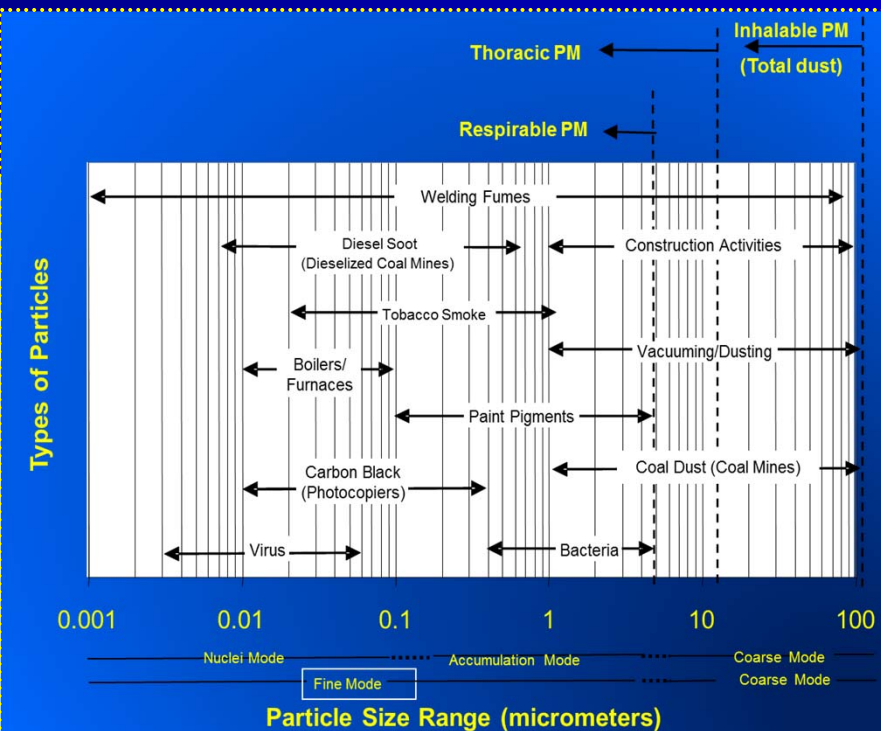 Inhalable PM
Thoracic PM
(Total dust)
Respirable PM
Welding Fumes
Diesel Soot
(Dieselized Coal Mines)
Construction Activities
Tobacco Smoke
Vacuuming/Dusting
Boilers/
Furnaces
Paint Pigments
Carbon Black
(Photocopiers)
Coal Dust (Coal Mines)
Virus
Bacteria
Types of Particles
0.001 0.01 0.1 1 10 100
Nuclei Mode Accumulation Mode Coarse Mode
Fine Mode Coarse Mode
Particle Size Range (micrometers)